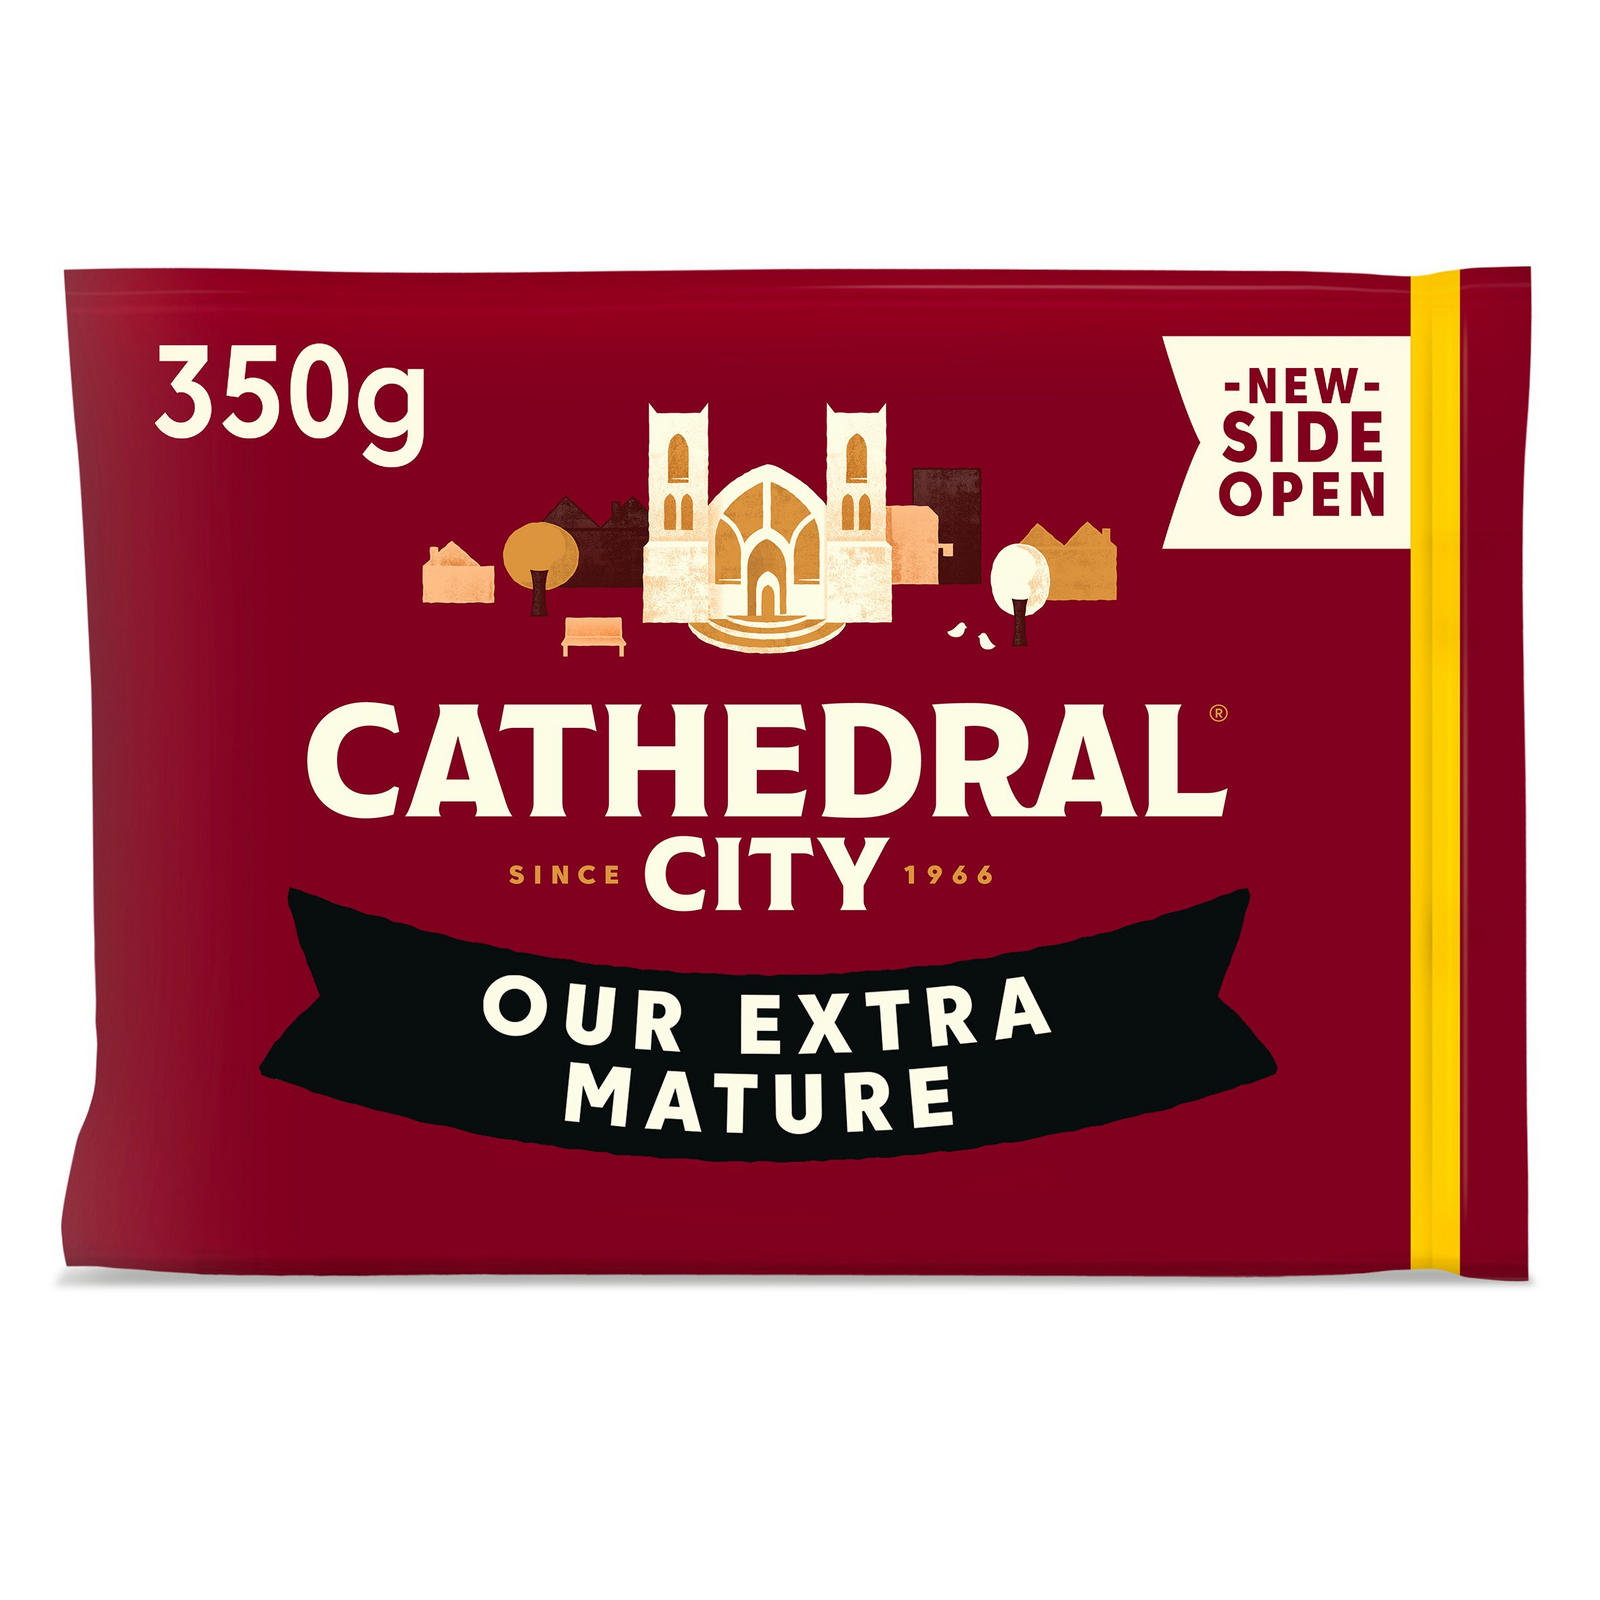 350g
-NEW-
SIDE
OPEN
CATHEDRAL®
SINCE CITY 1966
OUR EXTRA
MATURE